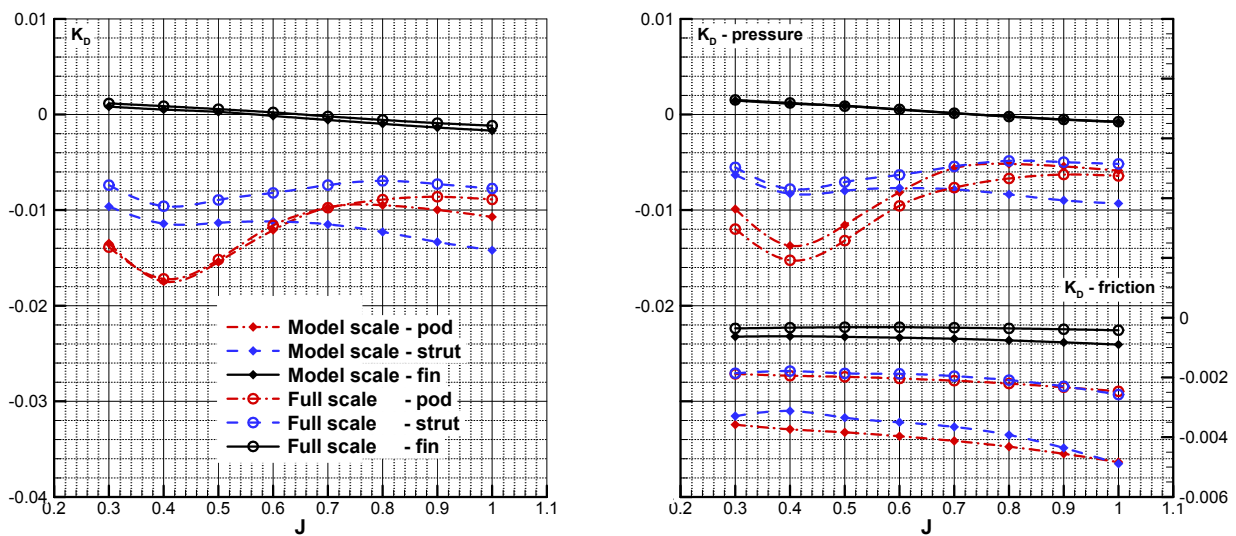 K_D
0.01
0
-0.01
-0.02
-0.03
-0.04
0.2 0.3 0.4 0.5 0.6 0.7 0.8 0.9 1 1.1
J
Model scale - pod
Model scale - strut
Model scale - fin
Full scale - pod
Full scale - strut
Full scale - fin
K_D - pressure
0.01
0
-0.01
-0.02
K_D - friction
0
-0.002
-0.004
-0.006
0.2 0.3 0.4 0.5 0.6 0.7 0.8 0.9 1 1.1
J